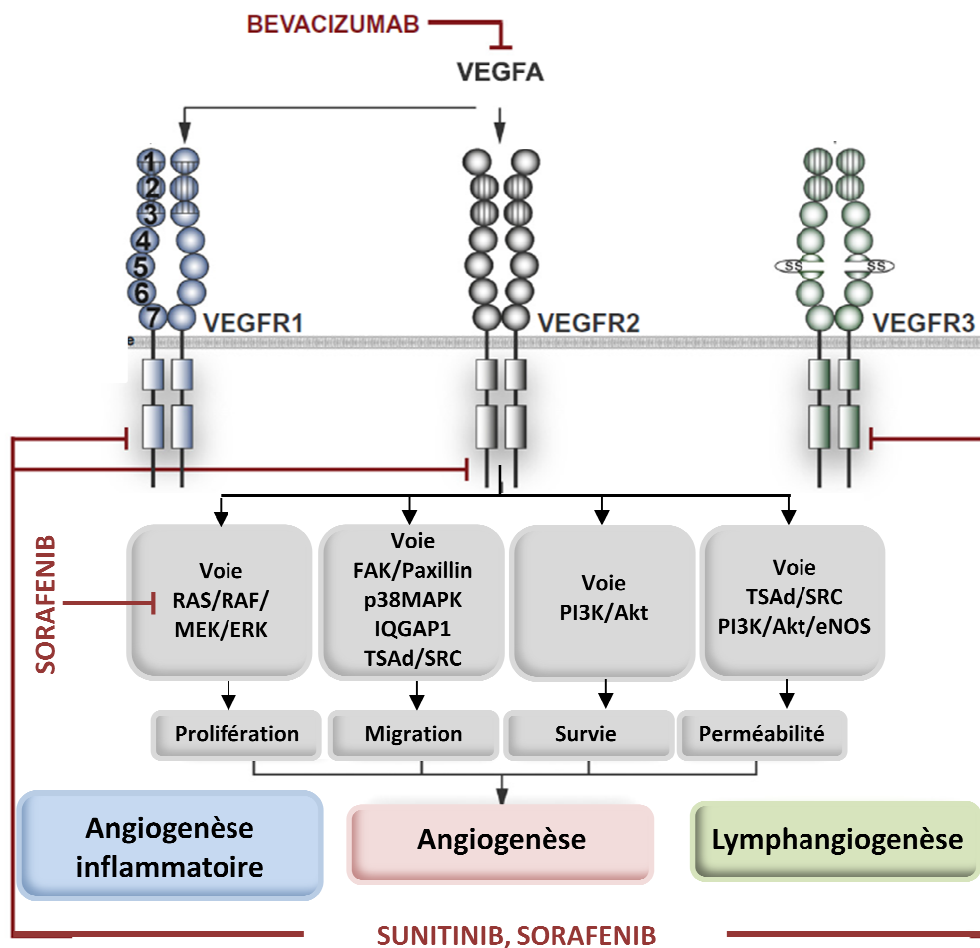 BEVACIZUMAB
VEGFA
1
2
3
4
5
6
7
SS
SS
VEGFR1
VEGFR2
VEGFR3
e
SORAFENIB
Voie
RAS/RAF/
MEK/ERK
Voie
FAK/Paxillin
p38MAPK
IQGAP1
TSAd/SRC
Voie
PI3K/Akt
Voie
TSAd/SRC
PI3K/Akt/eNOS
Prolifération
Migration
Survie
Perméabilité
Angiogenèse
inflammatoire
Angiogenèse
Lymphangiogenèse
SUNITINIB, SORAFENIB